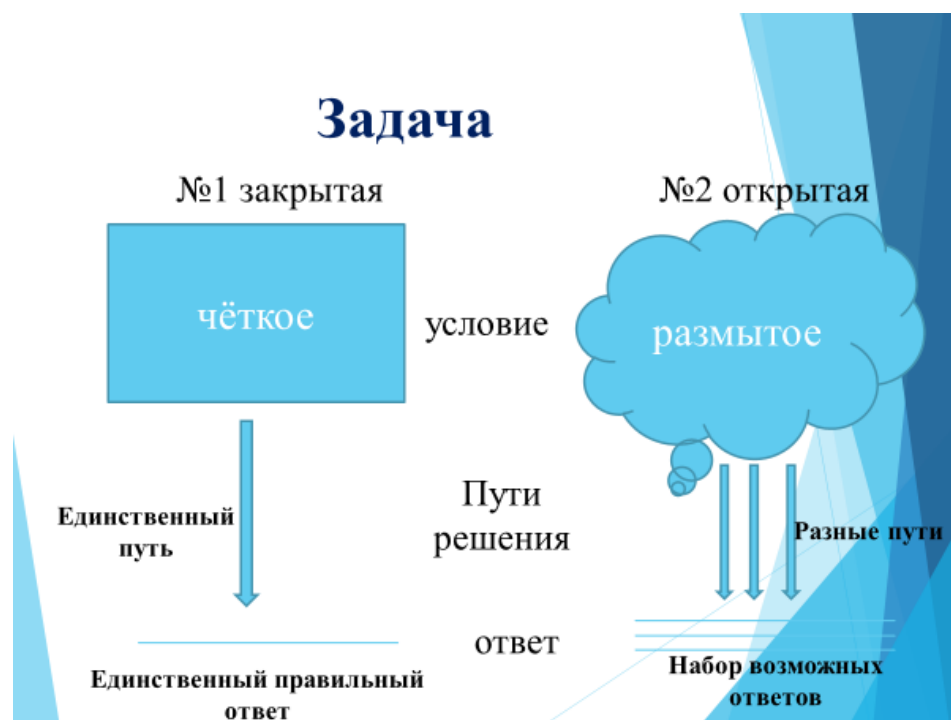 Задача
№1 закрытая
№2 открытая
чёткое
условие
размытое
Единственный
путь
Пути
решения
Разные пути
ответ
Единственный правильный
ответ
Набор возможных
ответов